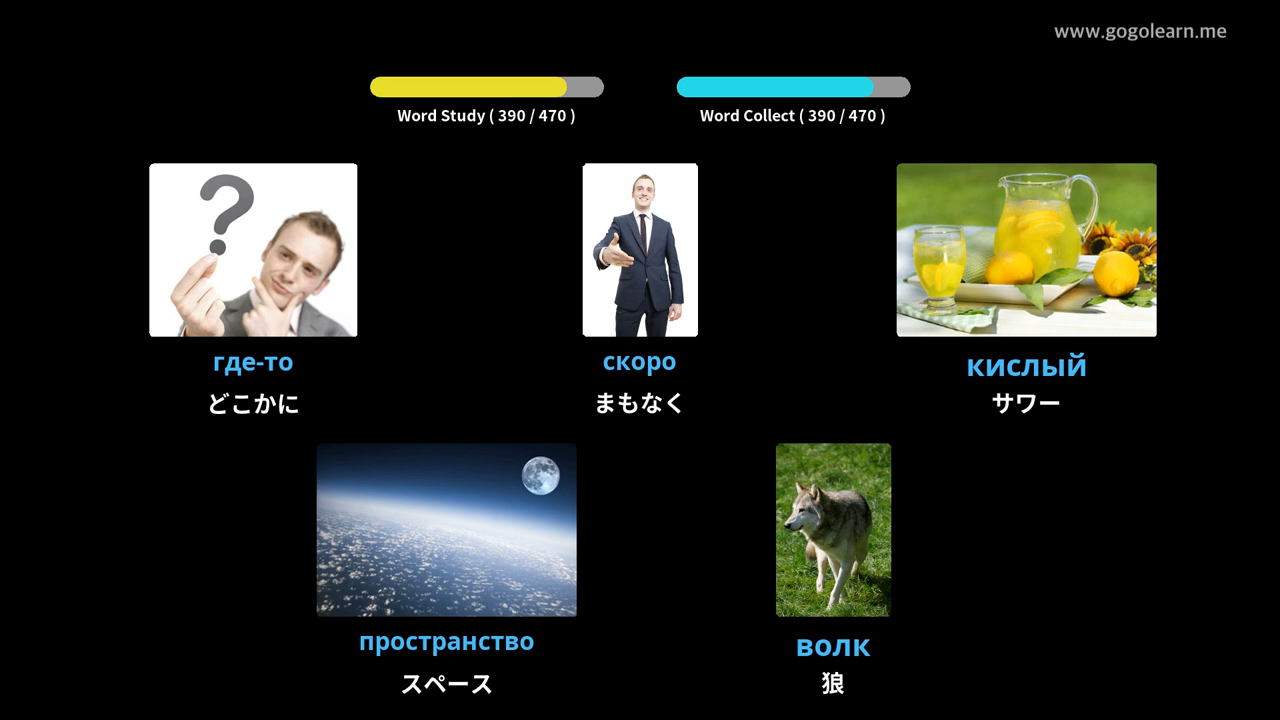 www.gogolearn.me
Word Study ( 390 / 470 )
Word Collect ( 390 / 470 )
где-то
どこかに
скоро
まもなく
кислый
サワー
пространство
スペース
волк
狼